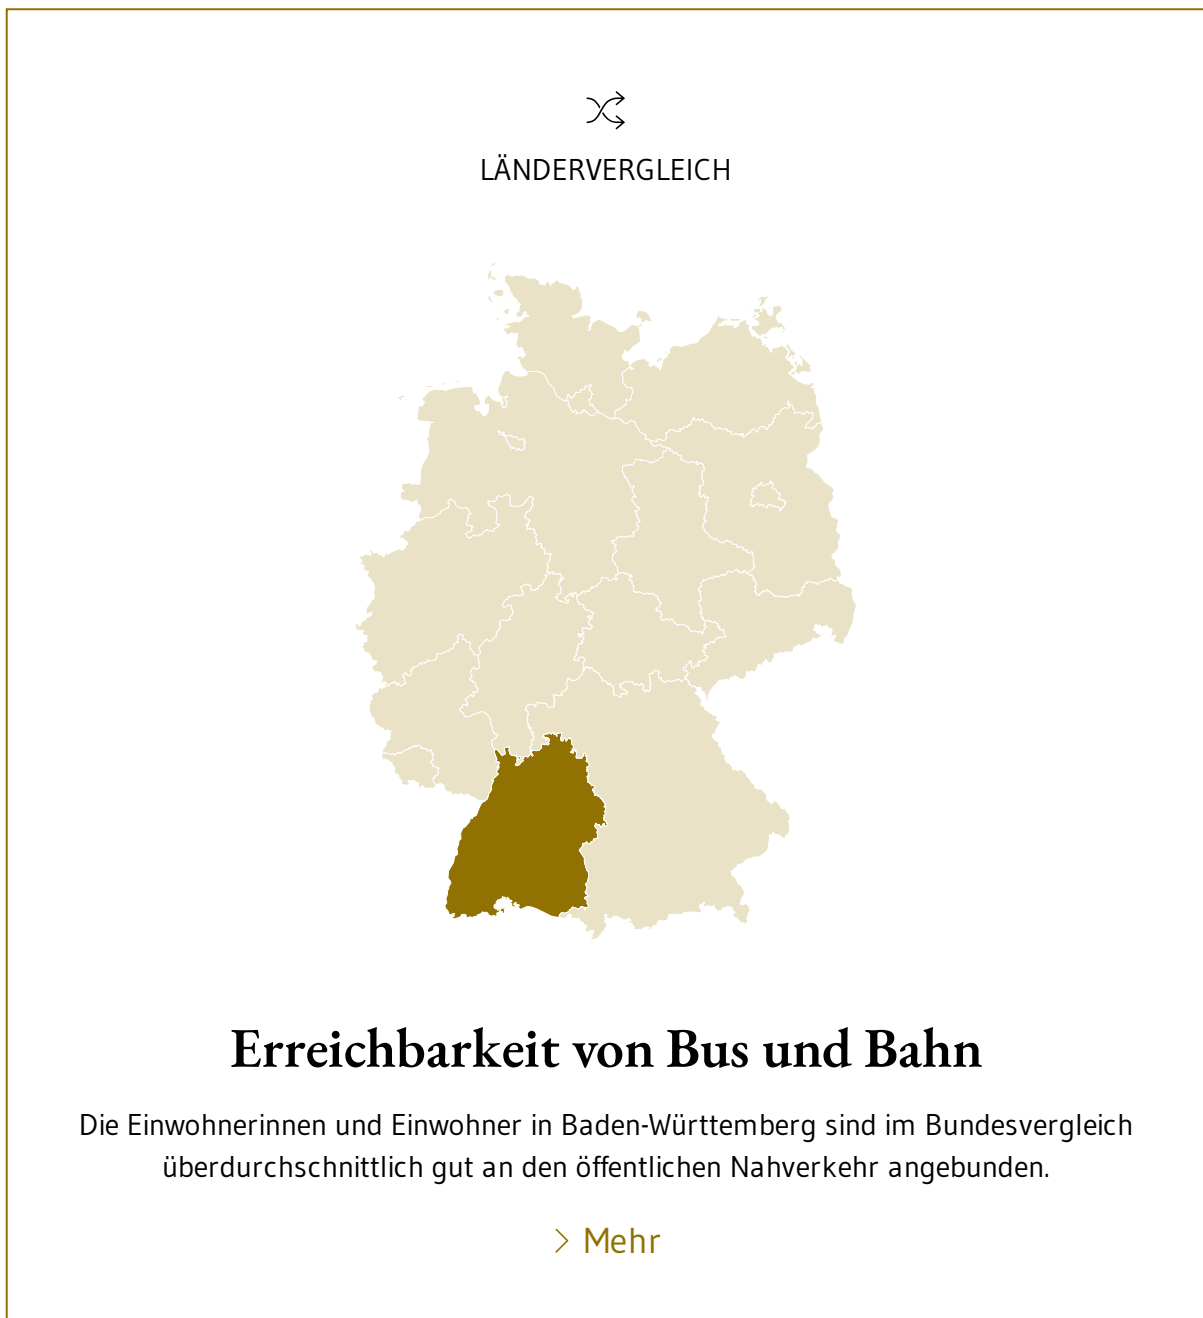 LÄNDERVERGLEICH
Erreichbarkeit von Bus und Bahn
Die Einwohnerinnen und Einwohner in Baden-Württemberg sind im Bundesvergleich
überdurchschnittlich gut an den öffentlichen Nahverkehr angebunden.
Mehr